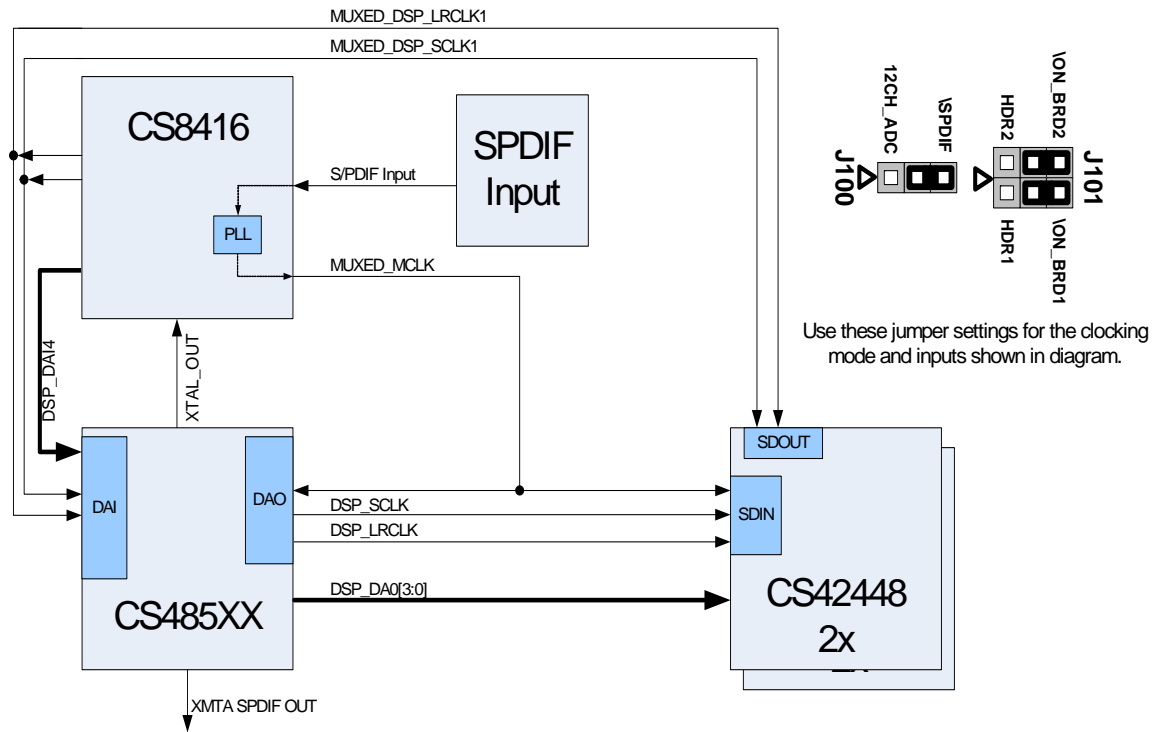 MUXED_DSP_LRCLK1
MUXED_DSP_SCLK1
CS8416
SPDIF
Input
S/PDIF Input
PLL
MUXED_MCLK
12CH_ADC
\SPDIF
J100
HDR2
\ON_BRD2
J101
HDR1
\ON_BRD1
Use these jumper settings for the clocking
mode and inputs shown in diagram.
DSP_DAI4
XTAL_OUT
SDOUT
DAI
DAO
DSP_SCLK
SDIN
DSP_LRCLK
DSP_DA0[3:0]
CS485XX
CS42448
2x
2x
XMTA SPDIF OUT